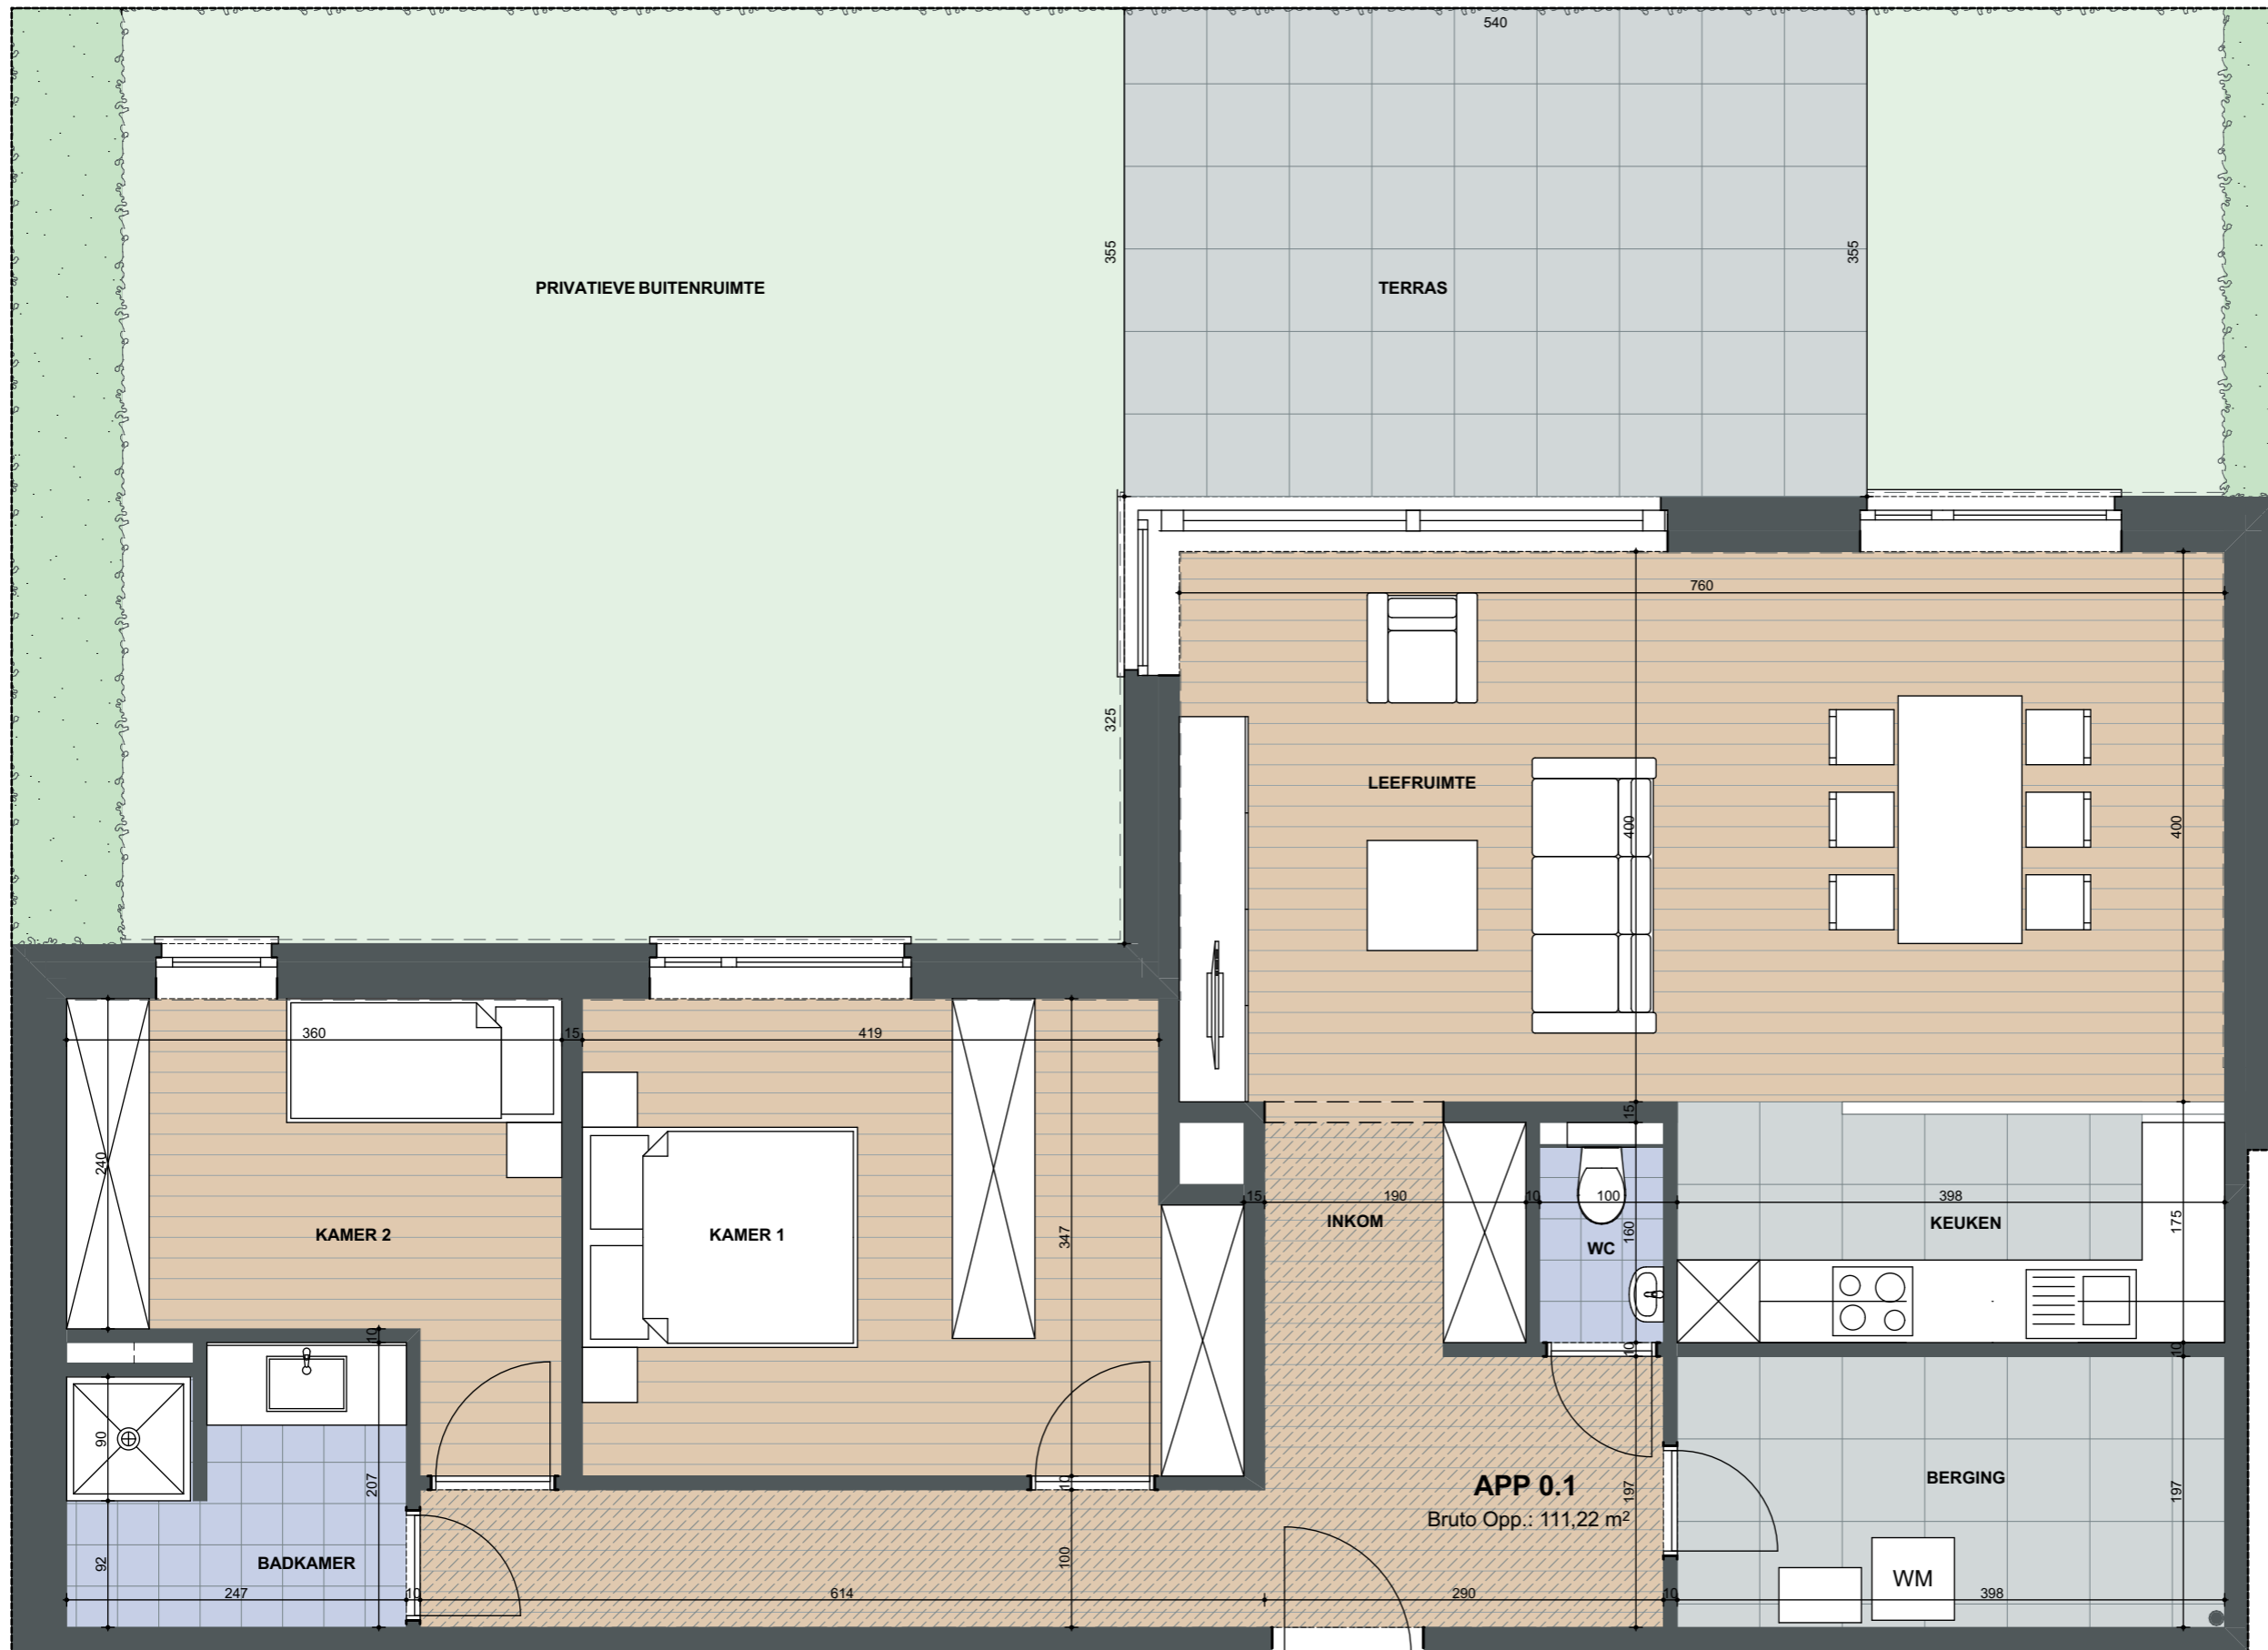 540
355
355
PRIVATIEVE BUITENRUIMTE
TERRAS
760
325
LEEFRUIMTE
400
400
360
15
419
15
240
15
190
10
100
398
KAMER 2
KAMER 1
347
INKOM
WC
160
KEUKEN
175
10
10
10
90
207
10
APP 0.1
Bruto Opp.: 111,22 m²
197
BERGING
197
92
BADKAMER
100
WM
247
10
614
290
10
398